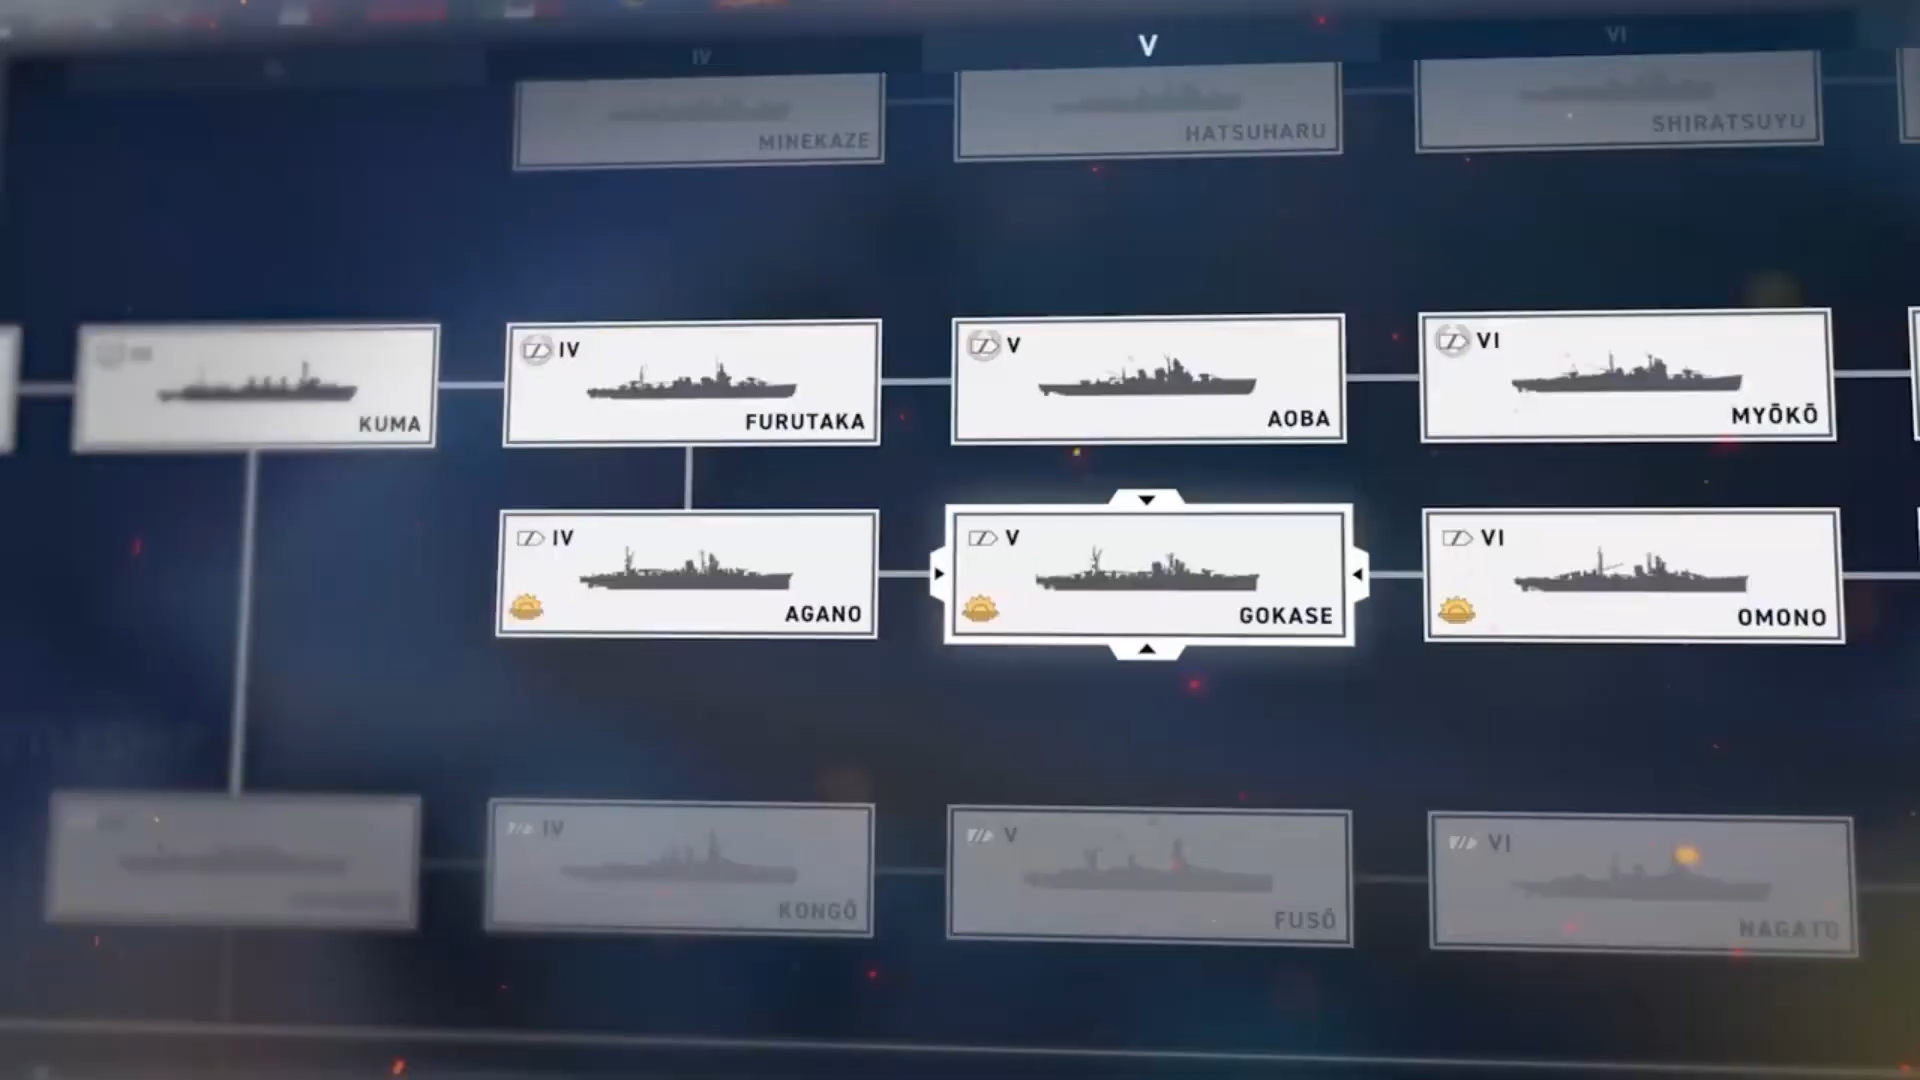 IV
V
VI
MINEKAZE
HATSUHARU
SHIRATSUYU
KUMA
IV
FURUTAKA
V
AOBA
VI
MYŌKŌ
IV
AGANO
V
GOKASE
VI
OMONO
IV
KONGŌ
V
FUSŌ
VI
NAGATO